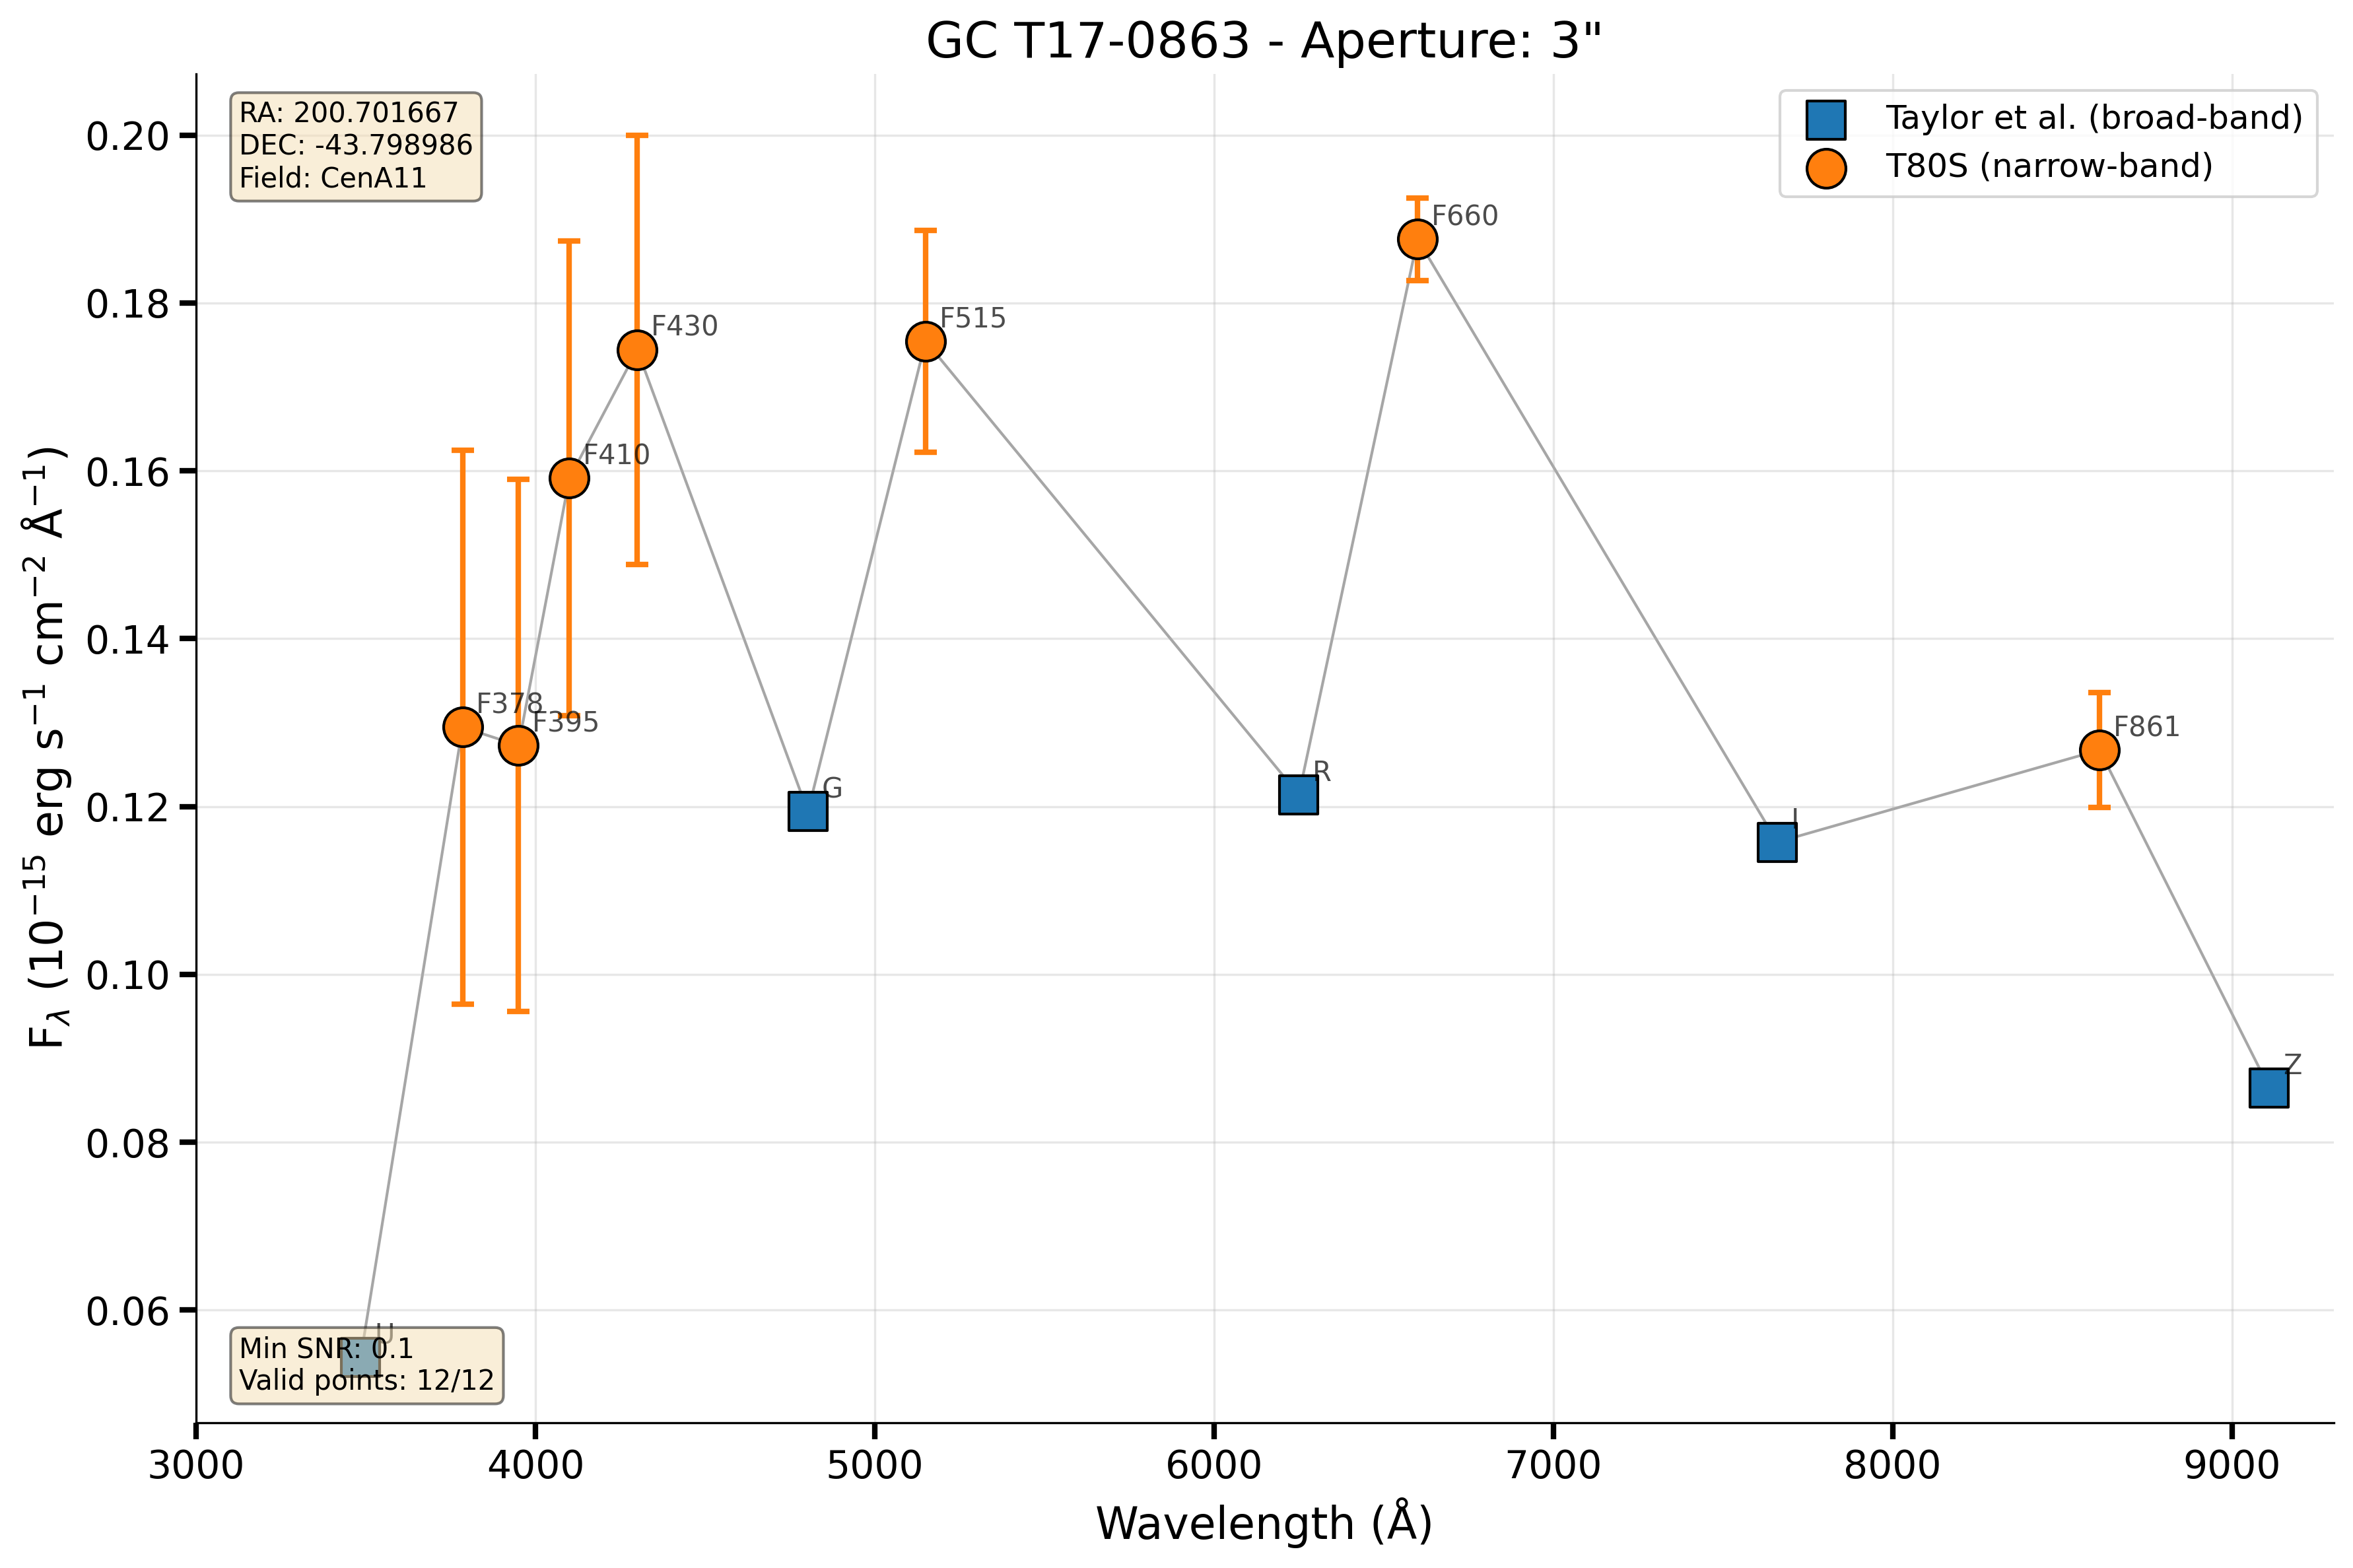 GC T17-0863 - Aperture: 3"
RA: 200.701667
DEC: -43.798986
Field: CenA11
Taylor et al. (broad-band)
T80S (narrow-band)
F660
F430
F515
F410
F378
F395
G
R
I
F861
Z
U
Min SNR: 0.1
Valid points: 12/12
0.20
0.18
0.16
0.14
0.12
0.10
0.08
0.06
F_λ (10⁻¹⁵ erg s⁻¹ cm⁻² Å⁻¹)
3000 4000 5000 6000 7000 8000 9000
Wavelength (Å)